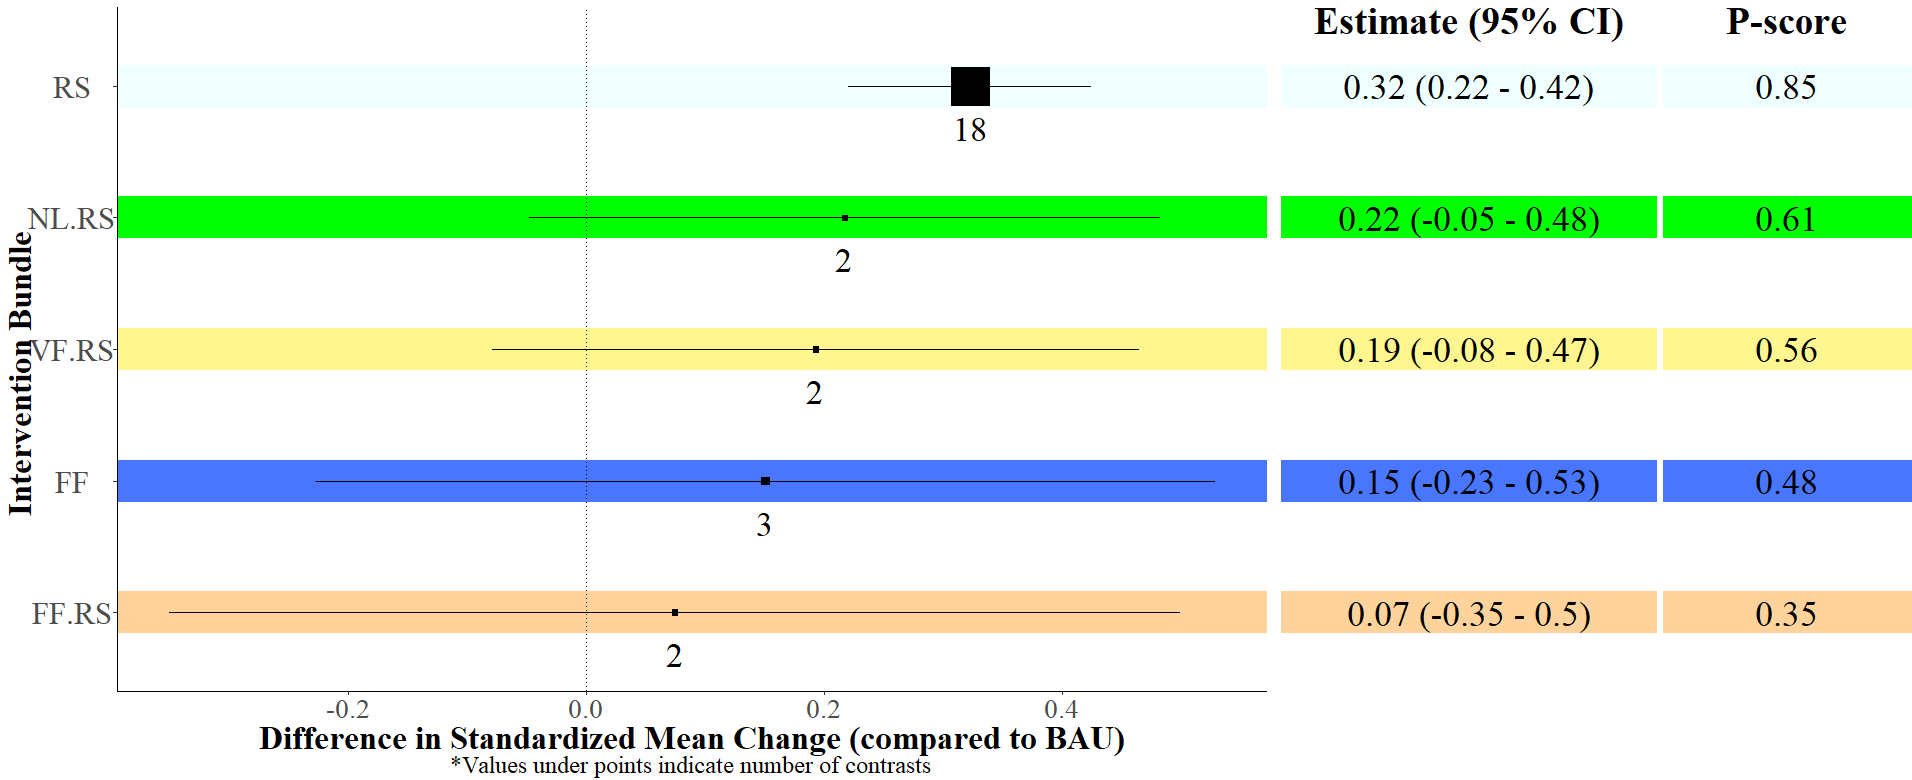 Estimate (95% CI) P-score
RS 0.32 (0.22 - 0.42) 0.85
18
NL.RS 0.22 (-0.05 - 0.48) 0.61
2
VF.RS 0.19 (-0.08 - 0.47) 0.56
2
FF 0.15 (-0.23 - 0.53) 0.48
3
FF.RS 0.07 (-0.35 - 0.5) 0.35
2
Intervention Bundle
-0.2 0.0 0.2 0.4
Difference in Standardized Mean Change (compared to BAU)
*Values under points indicate number of contrasts